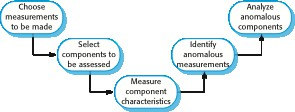 Choose
measurements
to be made
Select
components to
be assessed
Measure
component
characteristics
Identify
anomalous
measurements
Analyze
anomalous
components